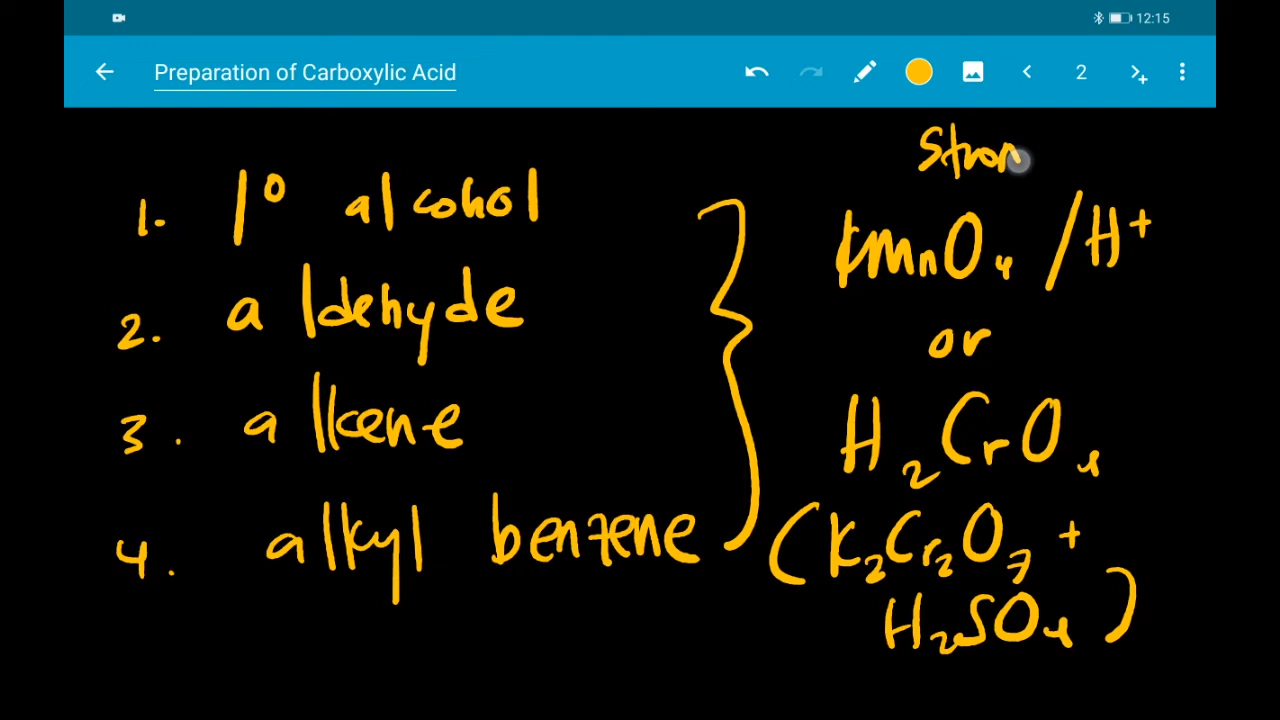 12:15
Preparation of Carboxylic Acid
2
Stron
1. 1° alcohol
KMnO₄ /H⁺
2. aldehyde
or
3. alkene
H₂CrO₄
4. alkyl benzene
(K₂Cr₂O₇ +
H₂SO₄)